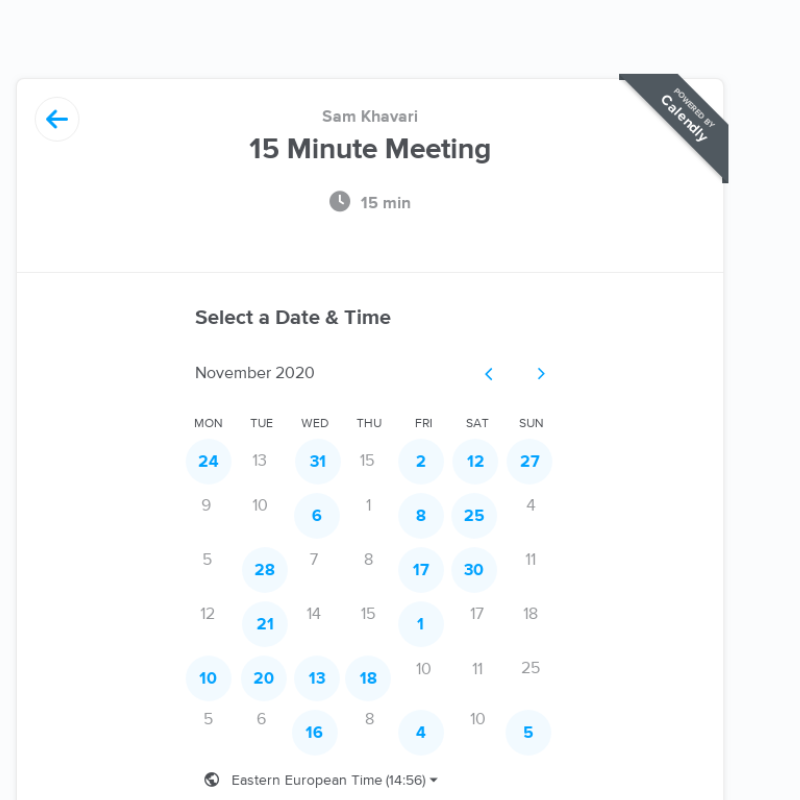 POWERED BY
Calendly
Sam Khavari
15 Minute Meeting
15 min
Select a Date & Time
November 2020
MON TUE WED THU FRI SAT SUN
24 13 31 15 2 12 27
9 10 6 1 8 25 4
5 28 7 8 17 30 11
12 21 14 15 1 17 18
10 20 13 18 10 11 25
5 6 16 8 4 10 5
Eastern European Time (14:56)